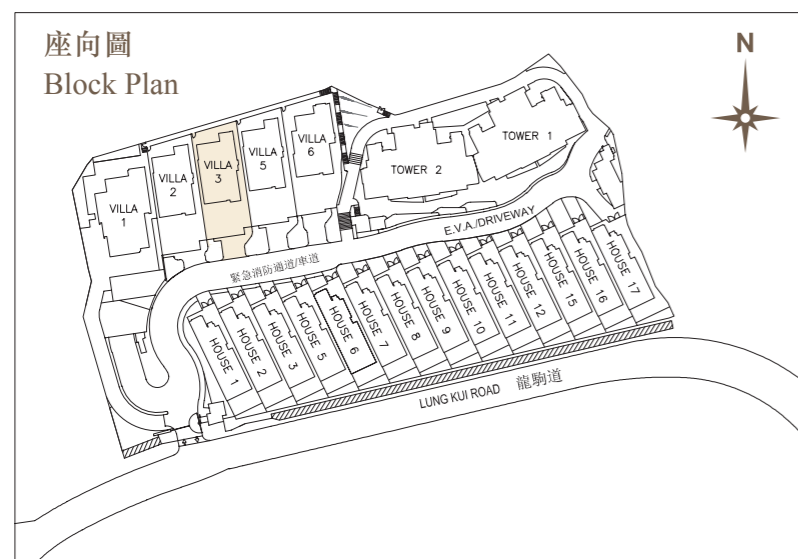 座向圖
Block Plan
N
VILLA
1
VILLA
2
VILLA
3
VILLA
5
VILLA
6
TOWER 2
TOWER 1
E.V.A./DRIVEWAY
緊急消防通道/車道
HOUSE 1
HOUSE 2
HOUSE 3
HOUSE 5
HOUSE 6
HOUSE 7
HOUSE 8
HOUSE 9
HOUSE 10
HOUSE 11
HOUSE 12
HOUSE 15
HOUSE 16
HOUSE 17
LUNG KUI ROAD 龍駒道